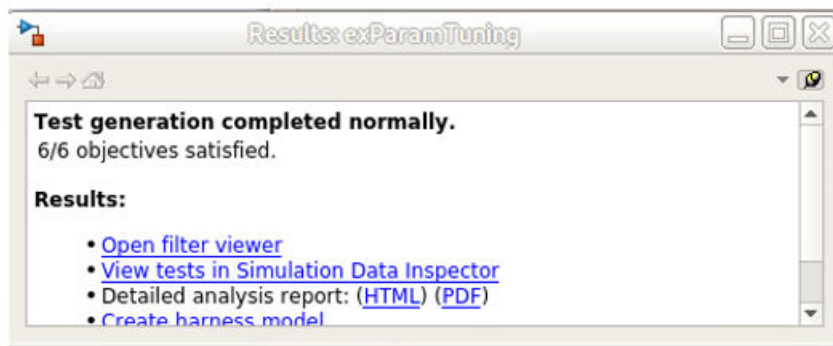 Results: exParamTuning
Test generation completed normally.
6/6 objectives satisfied.
Results:
• Open filter viewer
• View tests in Simulation Data Inspector
• Detailed analysis report: (HTML) (PDF)
• Create harness model